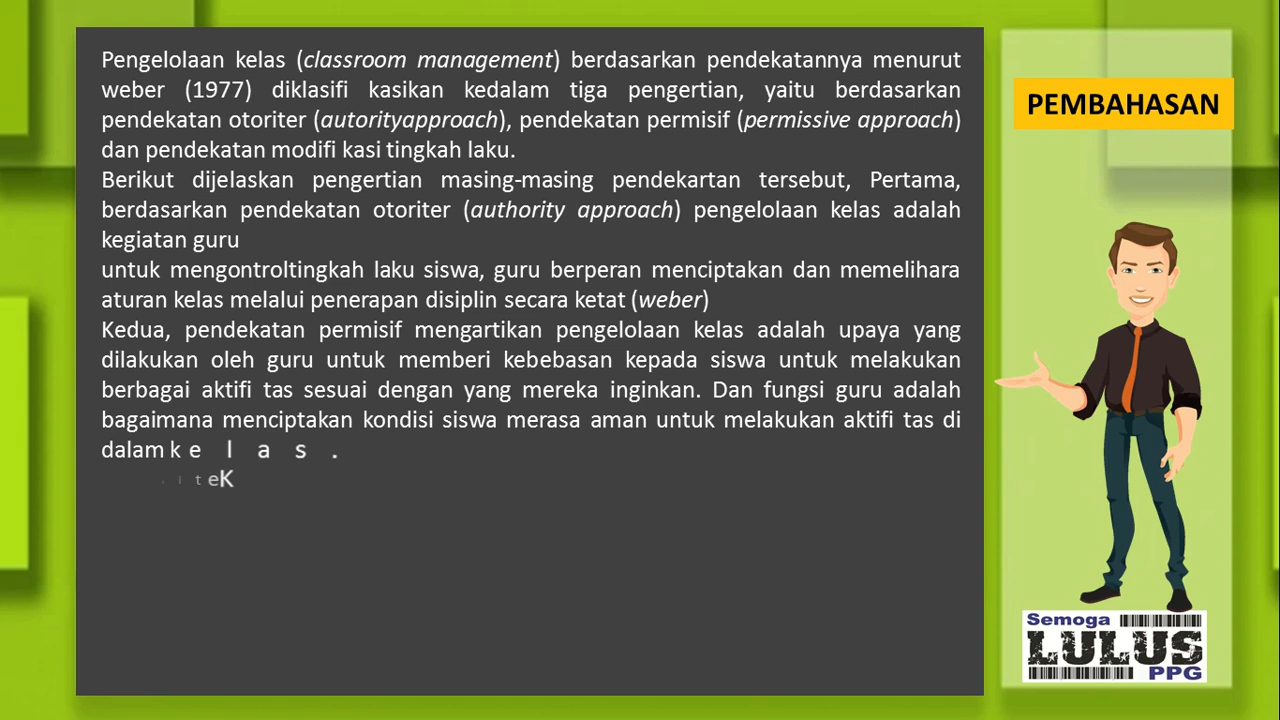 Pengelolaan kelas (classroom management) berdasarkan pendekatannya menurut
weber (1977) diklasifi kasikan kedalam tiga pengertian, yaitu berdasarkan
pendekatan otoriter (autorityapproach), pendekatan permisif (permissive approach)
dan pendekatan modifi kasi tingkah laku.
Berikut dijelaskan pengertian masing-masing pendekartan tersebut, Pertama,
berdasarkan pendekatan otoriter (authority approach) pengelolaan kelas adalah
kegiatan guru
untuk mengontroltingkah laku siswa, guru berperan menciptakan dan memelihara
aturan kelas melalui penerapan disiplin secara ketat (weber)
Kedua, pendekatan permisif mengartikan pengelolaan kelas adalah upaya yang
dilakukan oleh guru untuk memberi kebebasan kepada siswa untuk melakukan
berbagai aktifi tas sesuai dengan yang mereka inginkan. Dan fungsi guru adalah
bagaimana menciptakan kondisi siswa merasa aman untuk melakukan aktifi tas di
dalam k e l a s .
PEMBAHASAN
Semoga
LULUS
PPG